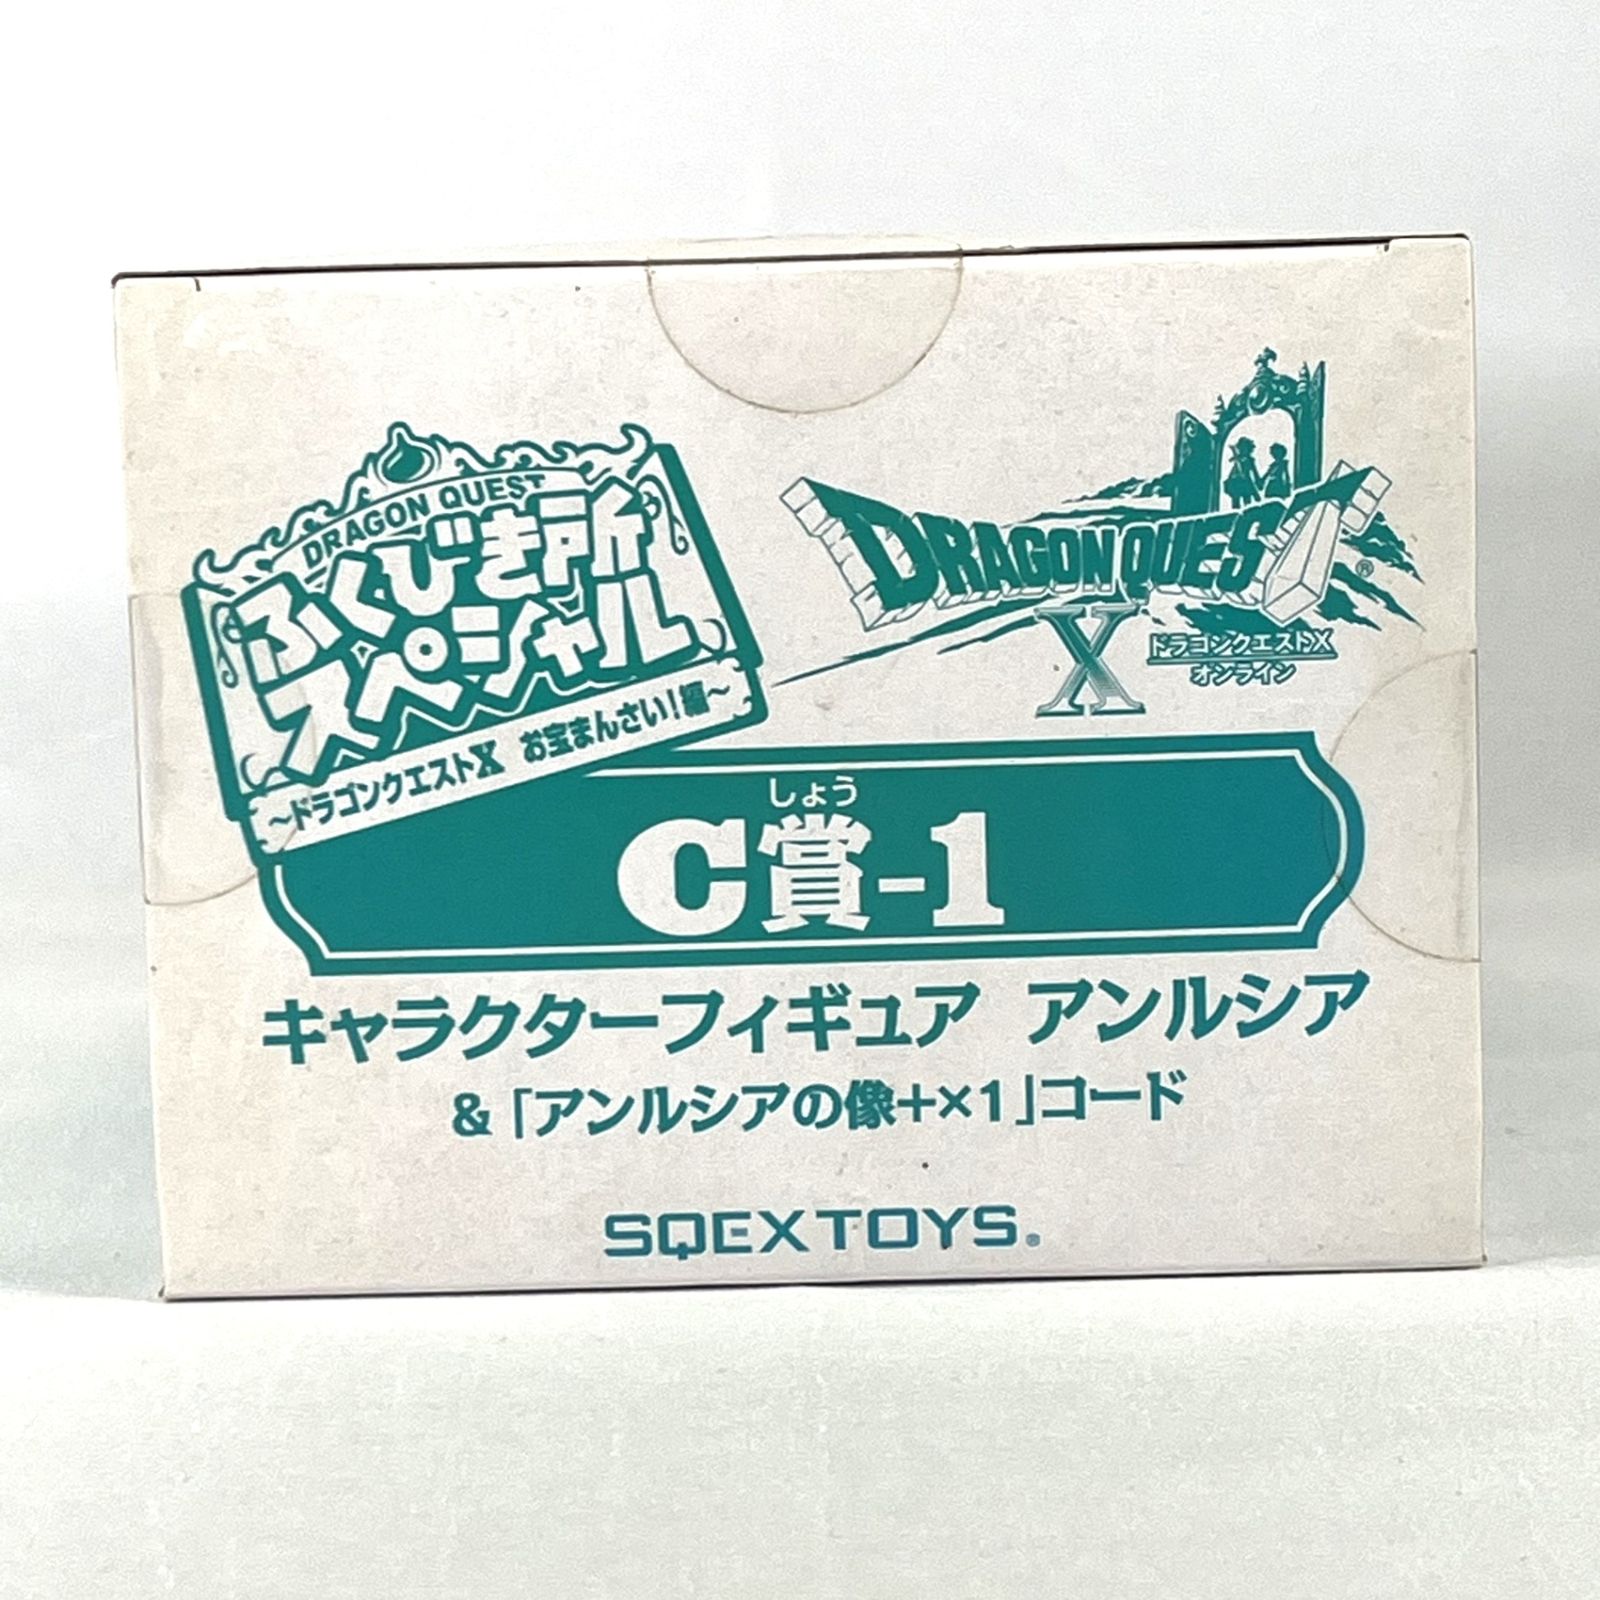 DRAGON QUEST
ふくびき所
スペシャル
～ドラゴンクエストX お宝まんさい!編～
DRAGON QUEST®
X
ドラゴンクエストX
オンライン
しょう
C賞-1
キャラクターフィギュア アンルシア
&「アンルシアの像+×1」コード
SQEX TOYS®